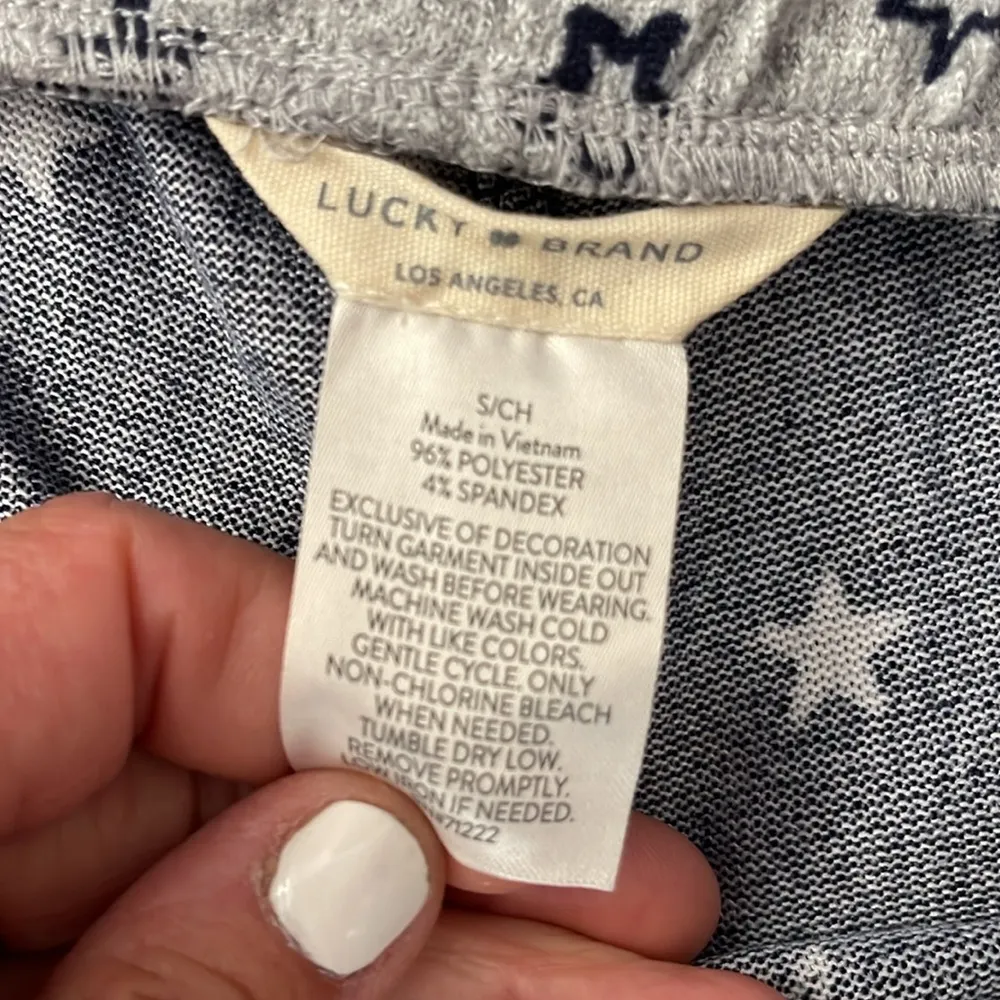 M
LUCKY BRAND
LOS ANGELES, CA
S/CH
Made in Vietnam
96% POLYESTER
4% SPANDEX
EXCLUSIVE OF DECORATION
TURN GARMENT INSIDE OUT
AND WASH BEFORE WEARING.
MACHINE WASH COLD
WITH LIKE COLORS.
GENTLE CYCLE. ONLY
NON-CHLORINE BLEACH
WHEN NEEDED.
TUMBLE DRY LOW.
REMOVE PROMPTLY.
IF NEEDED.
71222